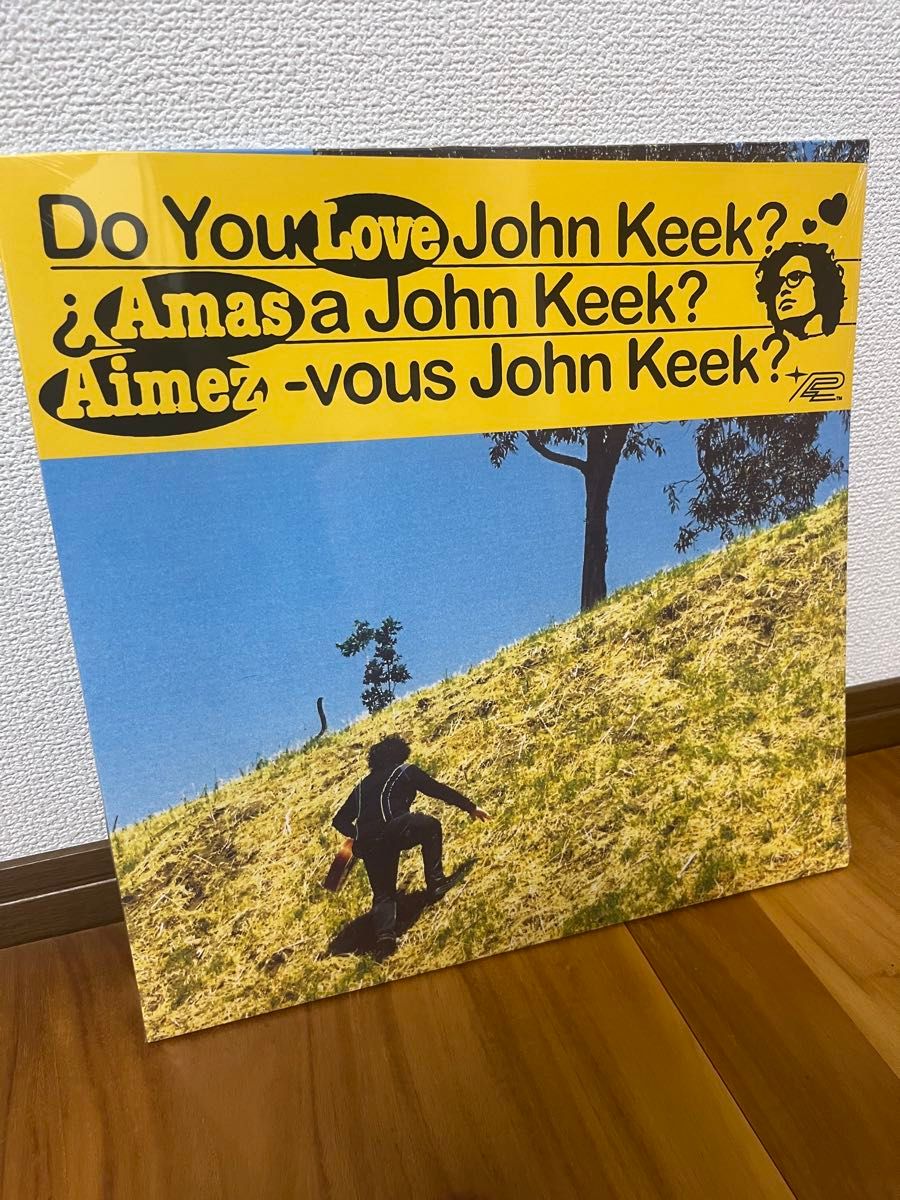 Do You Love John Keek?
¿Amas a John Keek?
Aimez-vous John Keek?